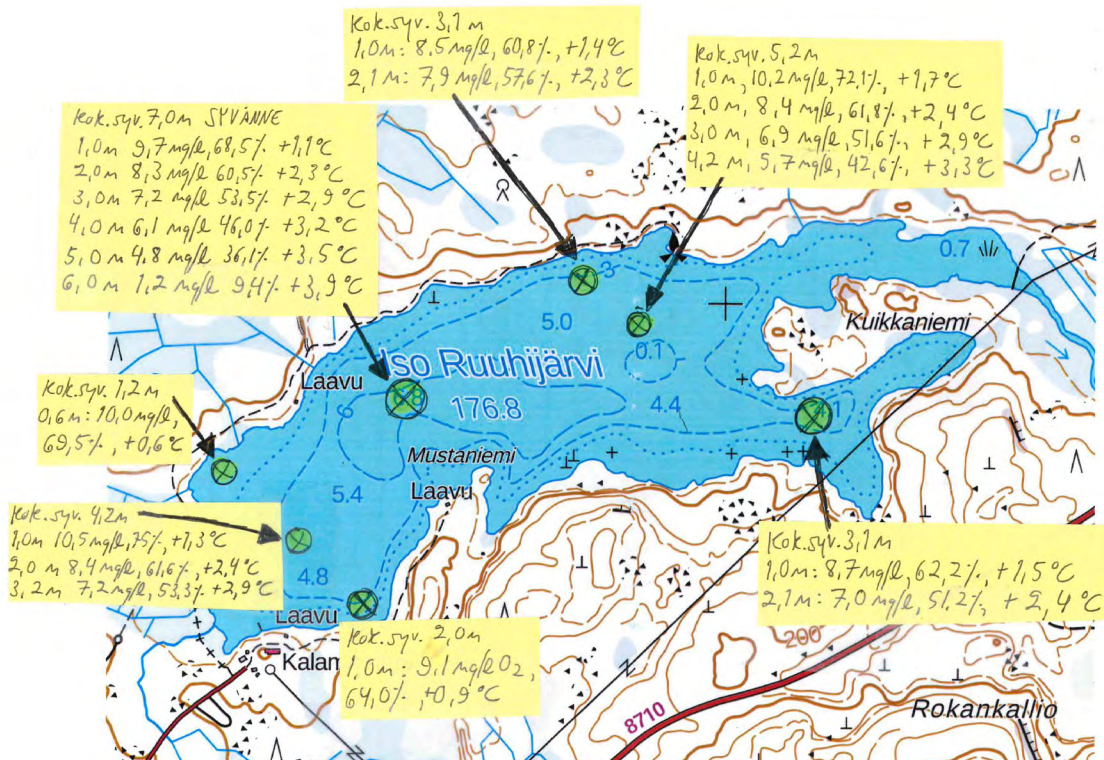 Kok.syv. 3,1 m
1,0m: 8.5 mg/l, 60,8%, +1,4°C
2,1 m: 7,9 mg/l, 57,6%, +2,3°C
Kok.syv. 5,2 m
1,0 m, 10,2 mg/l, 72,1%, +1,7°C
2,0 m, 8,4 mg/l, 61,8%, +2,4°C
3,0 m, 6,9 mg/l, 51,6%, +2,9°C
4,2 m, 5,7 mg/l, 42,6%, +3,3°C
Kok.syv. 7,0m SYVÄNNE
1,0 m 9,7 mg/l, 68,5% +1,1°C
2,0 m 8,3 mg/l 60,5% +2,3°C
3,0 m 7,2 mg/l 53,5% +2,9°C
4,0 m 6,1 mg/l 46,0% +3,2°C
5,0 m 4,8 mg/l 36,1% +3,5°C
6,0 m 1,2 mg/l 9,4% +3,9°C
0.7
3
5.0
Kuikkaniemi
0.1
Iso Ruuhijärvi
Laavu
176.8
4.4
6
Kok.syv. 1,2 m
0,6 m: 10,0 mg/l,
69,5%, +0,6°C
Mustaniemi
Laavu
5.4
Kok.syv. 4,2m
1,0m 10,5 mg/l, 75%, +1,3°C
2,0 m 8,4 mg/l, 61,6%, +2,4°C
3,2 m 7,2 mg/l, 53,3%, +2,9°C
4.8
Laavu
Kok.syv. 3,1 m
1,0 m: 8,7 mg/l, 62,2%, +1,5°C
2,1 m: 7,0 mg/l, 51,2%, +2,4°C
Kok.syv. 2,0 m
1,0 m: 9,1 mg/l O2,
64,0%, +0,9°C
Kalam
200
8710
Rokankallio